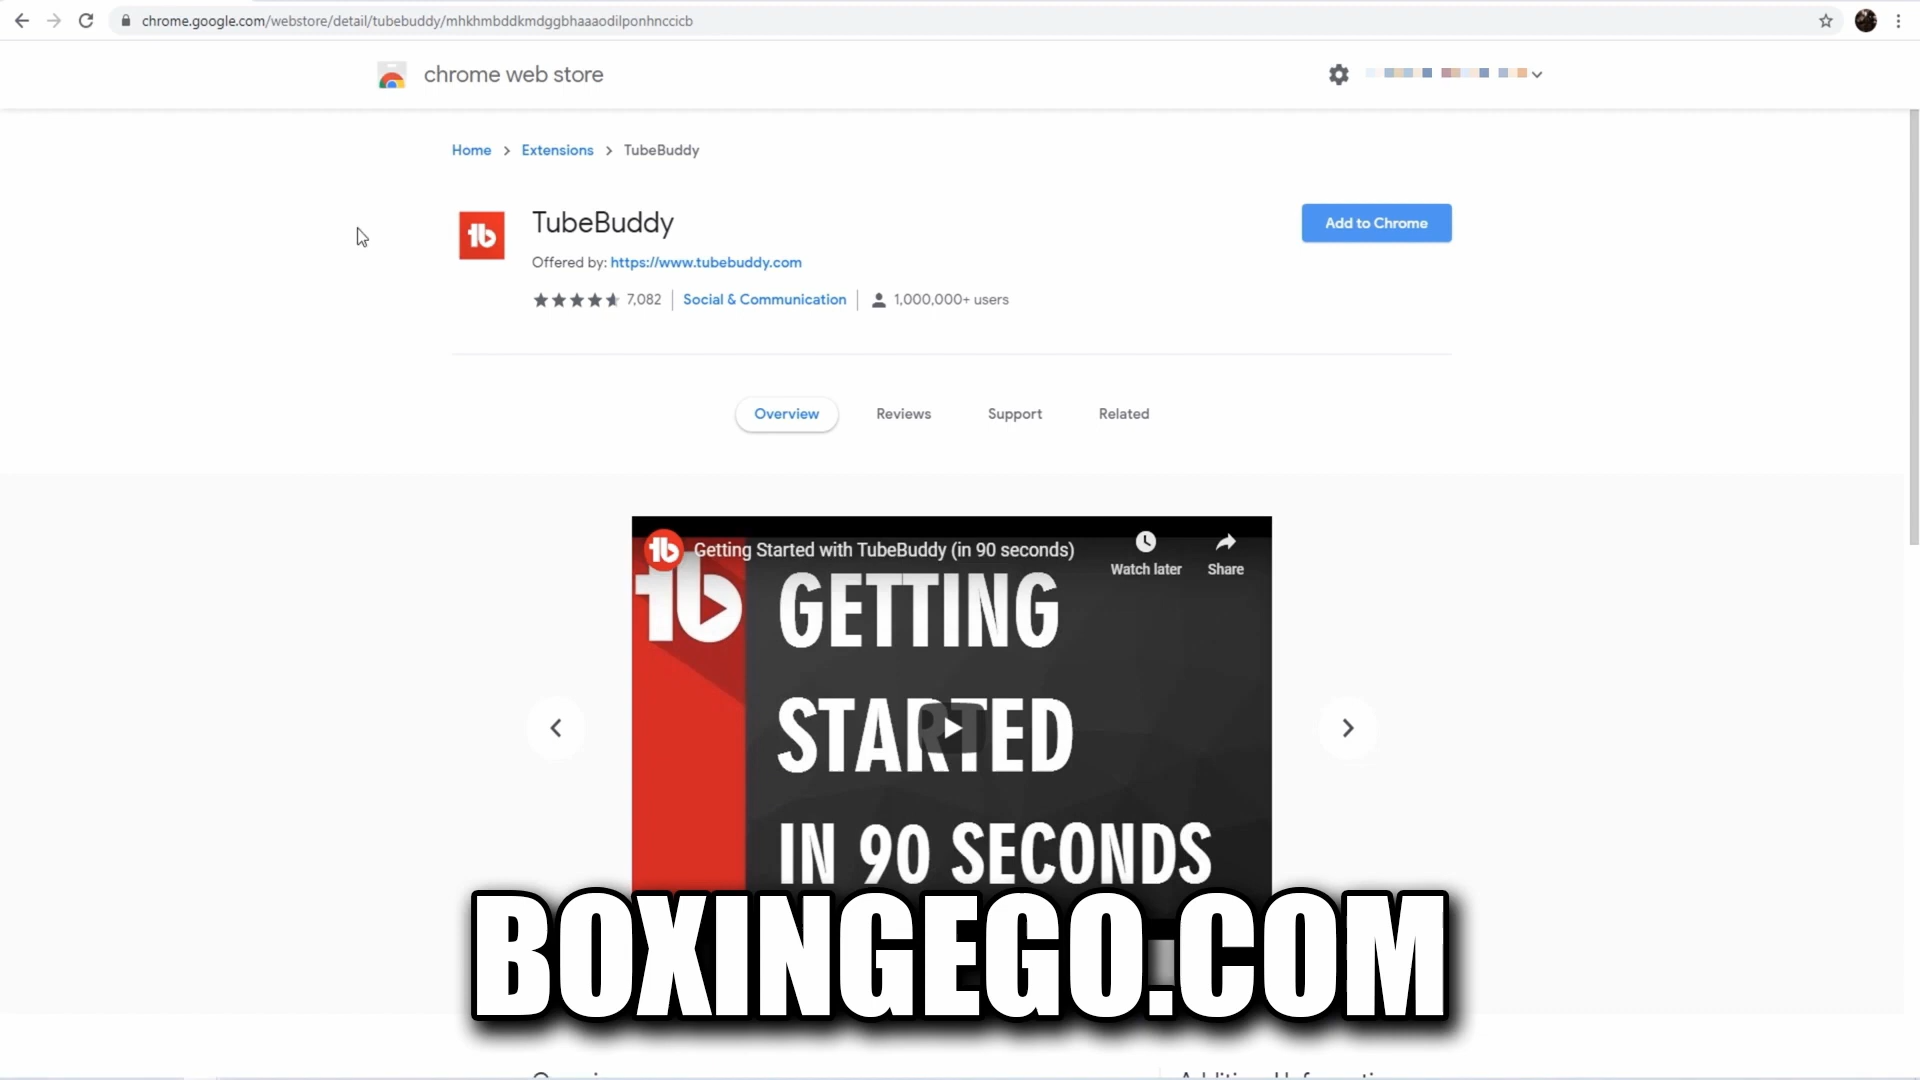 chrome.google.com/webstore/detail/tubebuddy/mhkhmbddkmdggbhaaaodilponhnccicb
chrome web store
Home > Extensions > TubeBuddy
TubeBuddy
Add to Chrome
Offered by: https://www.tubebuddy.com
7,082 Social & Communication 1,000,000+ users
Overview Reviews Support Related
Getting Started with TubeBuddy (in 90 seconds)
Watch later Share
GETTING
STARTED
IN 90 SECONDS
BOXINGEGO.COM